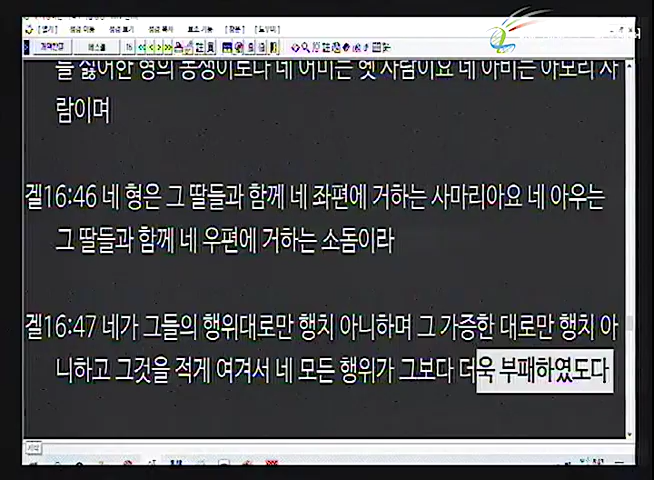 들 싫어한 형의 동생이로다 네 어미는 헷 사람이요 네 아비는 아모리 사
람이며
겔16:46 네 형은 그 딸들과 함께 네 좌편에 거하는 사마리아요 네 아우는
그 딸들과 함께 네 우편에 거하는 소돔이라
겔16:47 네가 그들의 행위대로만 행치 아니하며 그 가증한 대로만 행치 아
니하고 그것을 적게 여겨서 네 모든 행위가 그보다 더욱 부패하였도다